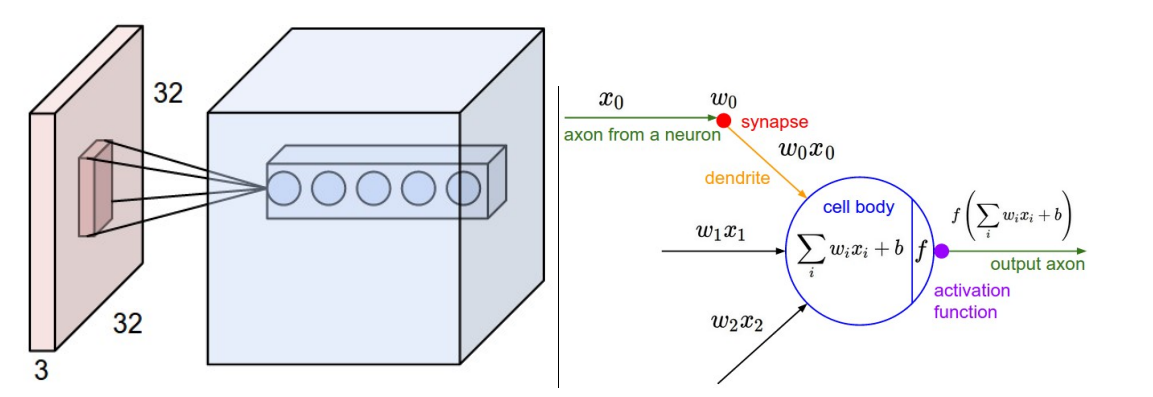 32
32
3
x₀
w₀
synapse
axon from a neuron
w₀x₀
dendrite
cell body
f(∑ᵢ wᵢxᵢ + b)
w₁x₁
∑ᵢ wᵢxᵢ + b
f
output axon
activation
function
w₂x₂